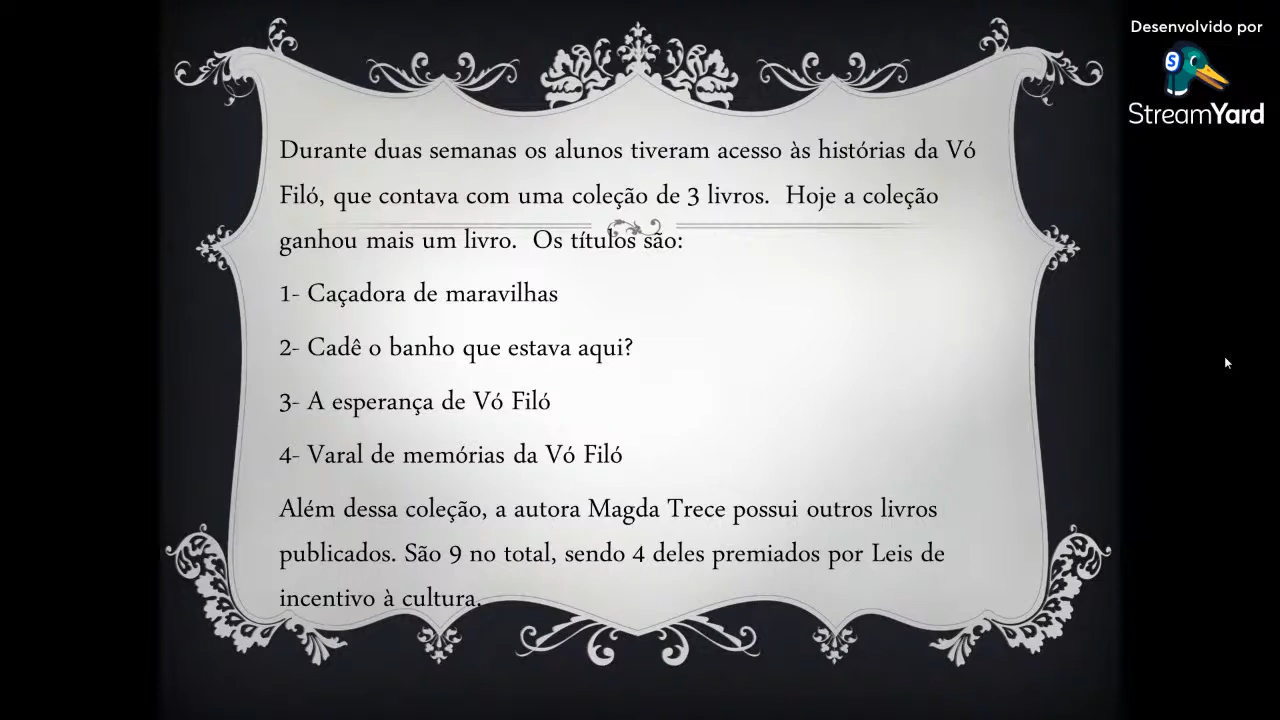 Desenvolvido por
StreamYard
Durante duas semanas os alunos tiveram acesso às histórias da Vó
Filó, que contava com uma coleção de 3 livros.  Hoje a coleção
ganhou mais um livro.  Os títulos são:
1- Caçadora de maravilhas
2- Cadê o banho que estava aqui?
3- A esperança de Vó Filó
4- Varal de memórias da Vó Filó
Além dessa coleção, a autora Magda Trece possui outros livros
publicados. São 9 no total, sendo 4 deles premiados por Leis de
incentivo à cultura.